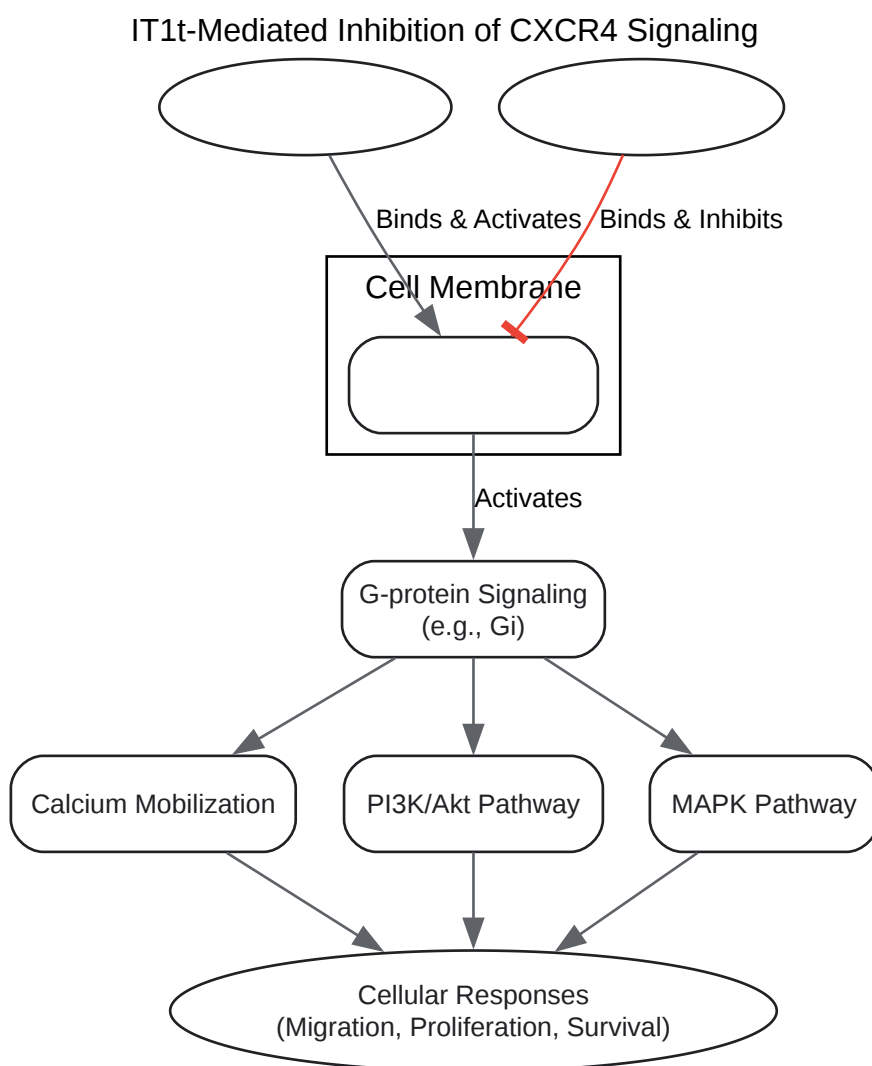 IT1t-Mediated Inhibition of CXCR4 Signaling
Binds & Activates
Binds & Inhibits
Cell Membrane
Activates
G-protein Signaling
(e.g., Gi)
Calcium Mobilization
PI3K/Akt Pathway
MAPK Pathway
Cellular Responses
(Migration, Proliferation, Survival)